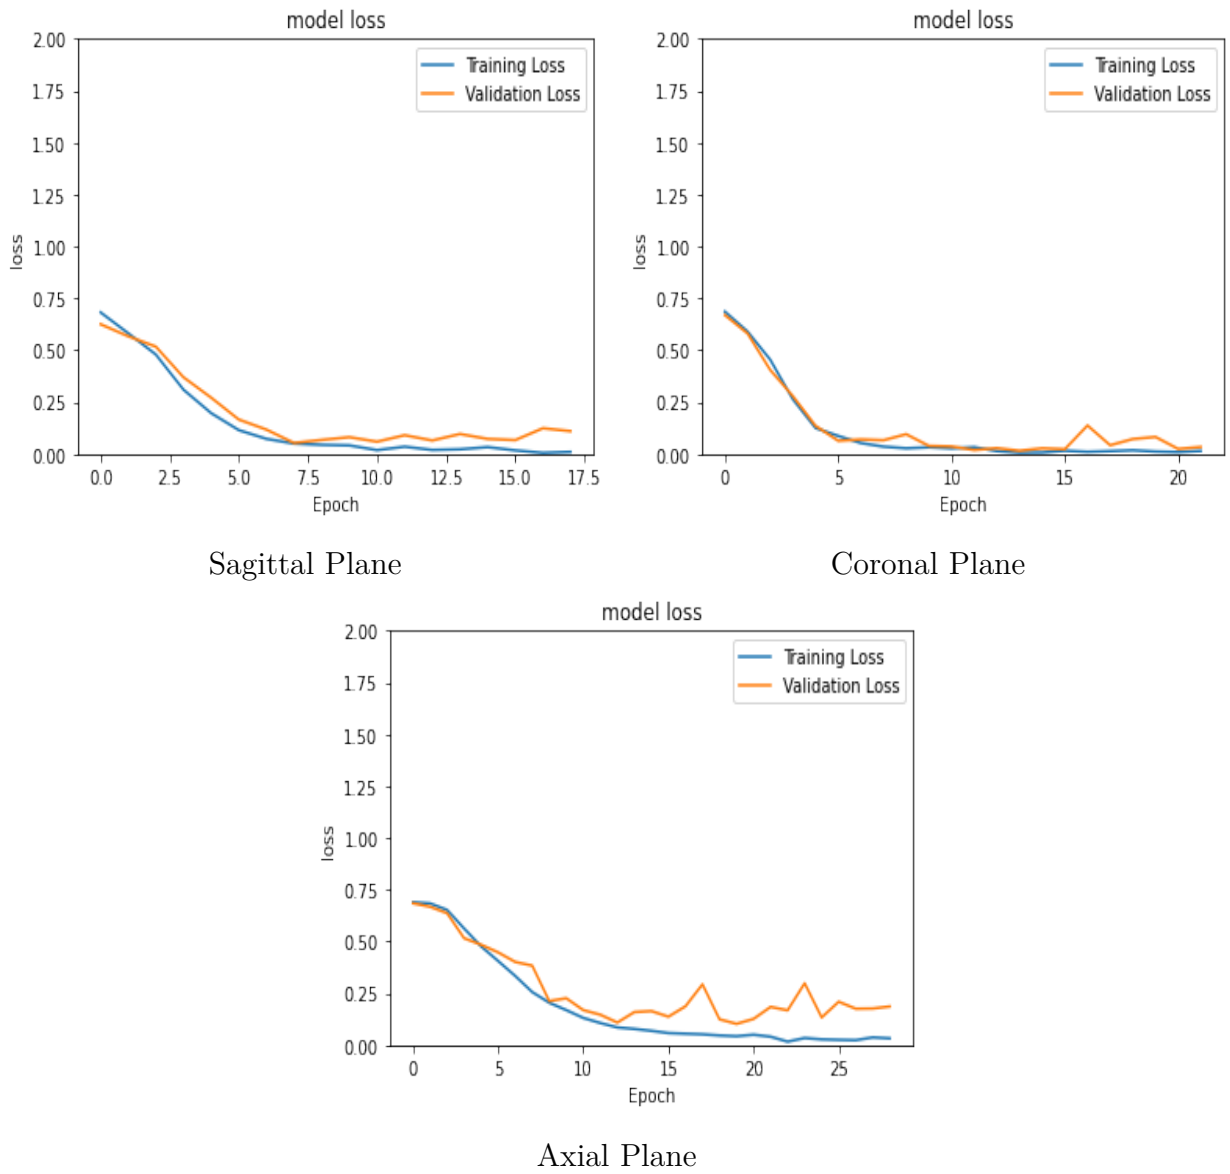 model loss
2.00
1.75
1.50
1.25
1.00
0.75
0.50
0.25
0.00
loss
Training Loss
Validation Loss
0.0 2.5 5.0 7.5 10.0 12.5 15.0 17.5
Epoch
Sagittal Plane
model loss
2.00
1.75
1.50
1.25
1.00
0.75
0.50
0.25
0.00
loss
Training Loss
Validation Loss
0 5 10 15 20
Epoch
Coronal Plane
model loss
2.00
1.75
1.50
1.25
1.00
0.75
0.50
0.25
0.00
loss
Training Loss
Validation Loss
0 5 10 15 20 25
Epoch
Axial Plane